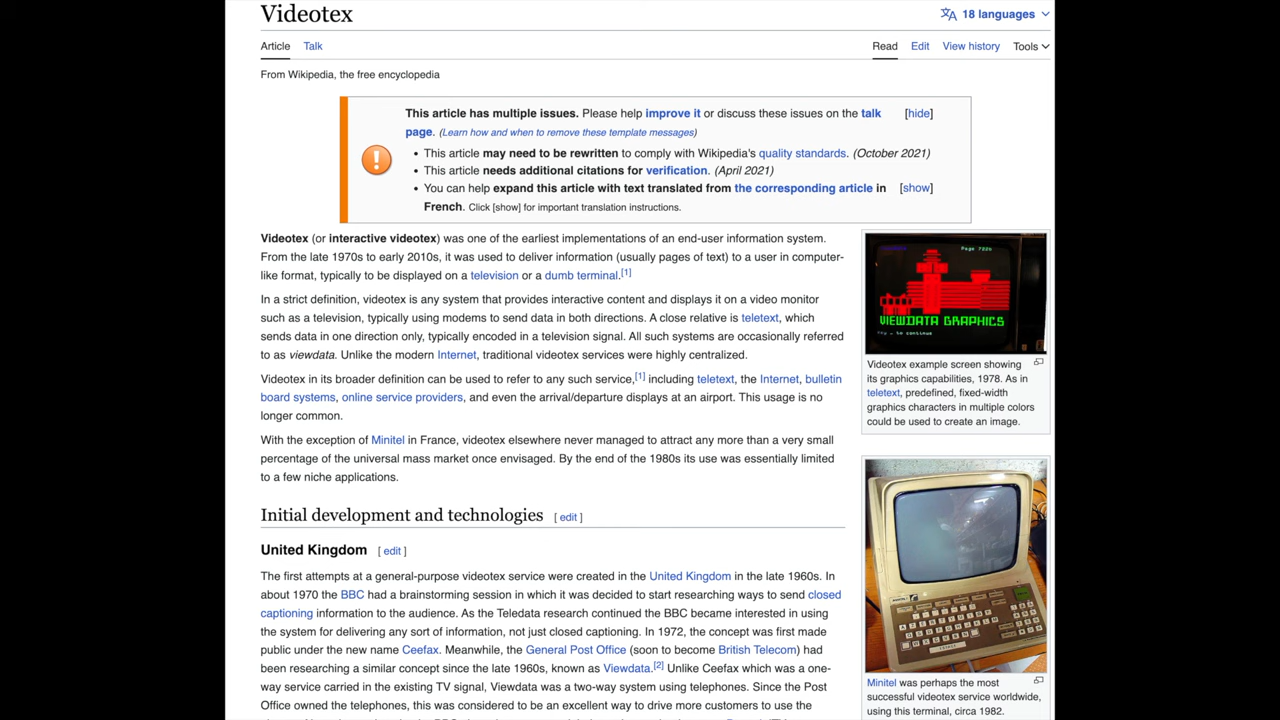 Videotex
18 languages
Article Talk
Read Edit View history Tools
From Wikipedia, the free encyclopedia
This article has multiple issues. Please help improve it or discuss these issues on the talk [hide]
page. (Learn how and when to remove these template messages)
• This article may need to be rewritten to comply with Wikipedia's quality standards. (October 2021)
• This article needs additional citations for verification. (April 2021)
• You can help expand this article with text translated from the corresponding article in [show]
French. Click [show] for important translation instructions.
Videotex (or interactive videotex) was one of the earliest implementations of an end-user information system.
From the late 1970s to early 2010s, it was used to deliver information (usually pages of text) to a user in computer-
like format, typically to be displayed on a television or a dumb terminal.[1]
In a strict definition, videotex is any system that provides interactive content and displays it on a video monitor
such as a television, typically using modems to send data in both directions. A close relative is teletext, which
sends data in one direction only, typically encoded in a television signal. All such systems are occasionally referred
to as viewdata. Unlike the modern Internet, traditional videotex services were highly centralized.
Videotex in its broader definition can be used to refer to any such service,[1] including teletext, the Internet, bulletin
board systems, online service providers, and even the arrival/departure displays at an airport. This usage is no
longer common.
With the exception of Minitel in France, videotex elsewhere never managed to attract any more than a very small
percentage of the universal mass market once envisaged. By the end of the 1980s its use was essentially limited
to a few niche applications.
Initial development and technologies [ edit ]
United Kingdom [ edit ]
The first attempts at a general-purpose videotex service were created in the United Kingdom in the late 1960s. In
about 1970 the BBC had a brainstorming session in which it was decided to start researching ways to send closed
captioning information to the audience. As the Teledata research continued the BBC became interested in using
the system for delivering any sort of information, not just closed captioning. In 1972, the concept was first made
public under the new name Ceefax. Meanwhile, the General Post Office (soon to become British Telecom) had
been researching a similar concept since the late 1960s, known as Viewdata.[2] Unlike Ceefax which was a one-
way service carried in the existing TV signal, Viewdata was a two-way system using telephones. Since the Post
Office owned the telephones, this was considered to be an excellent way to drive more customers to use the
Page 7220
VIEWDATA GRAPHICS
key _ to continue
Videotex example screen showing
its graphics capabilities, 1978. As in
teletext, predefined, fixed-width
graphics characters in multiple colors
could be used to create an image.
Minitel was perhaps the most
successful videotex service worldwide,
using this terminal, circa 1982.